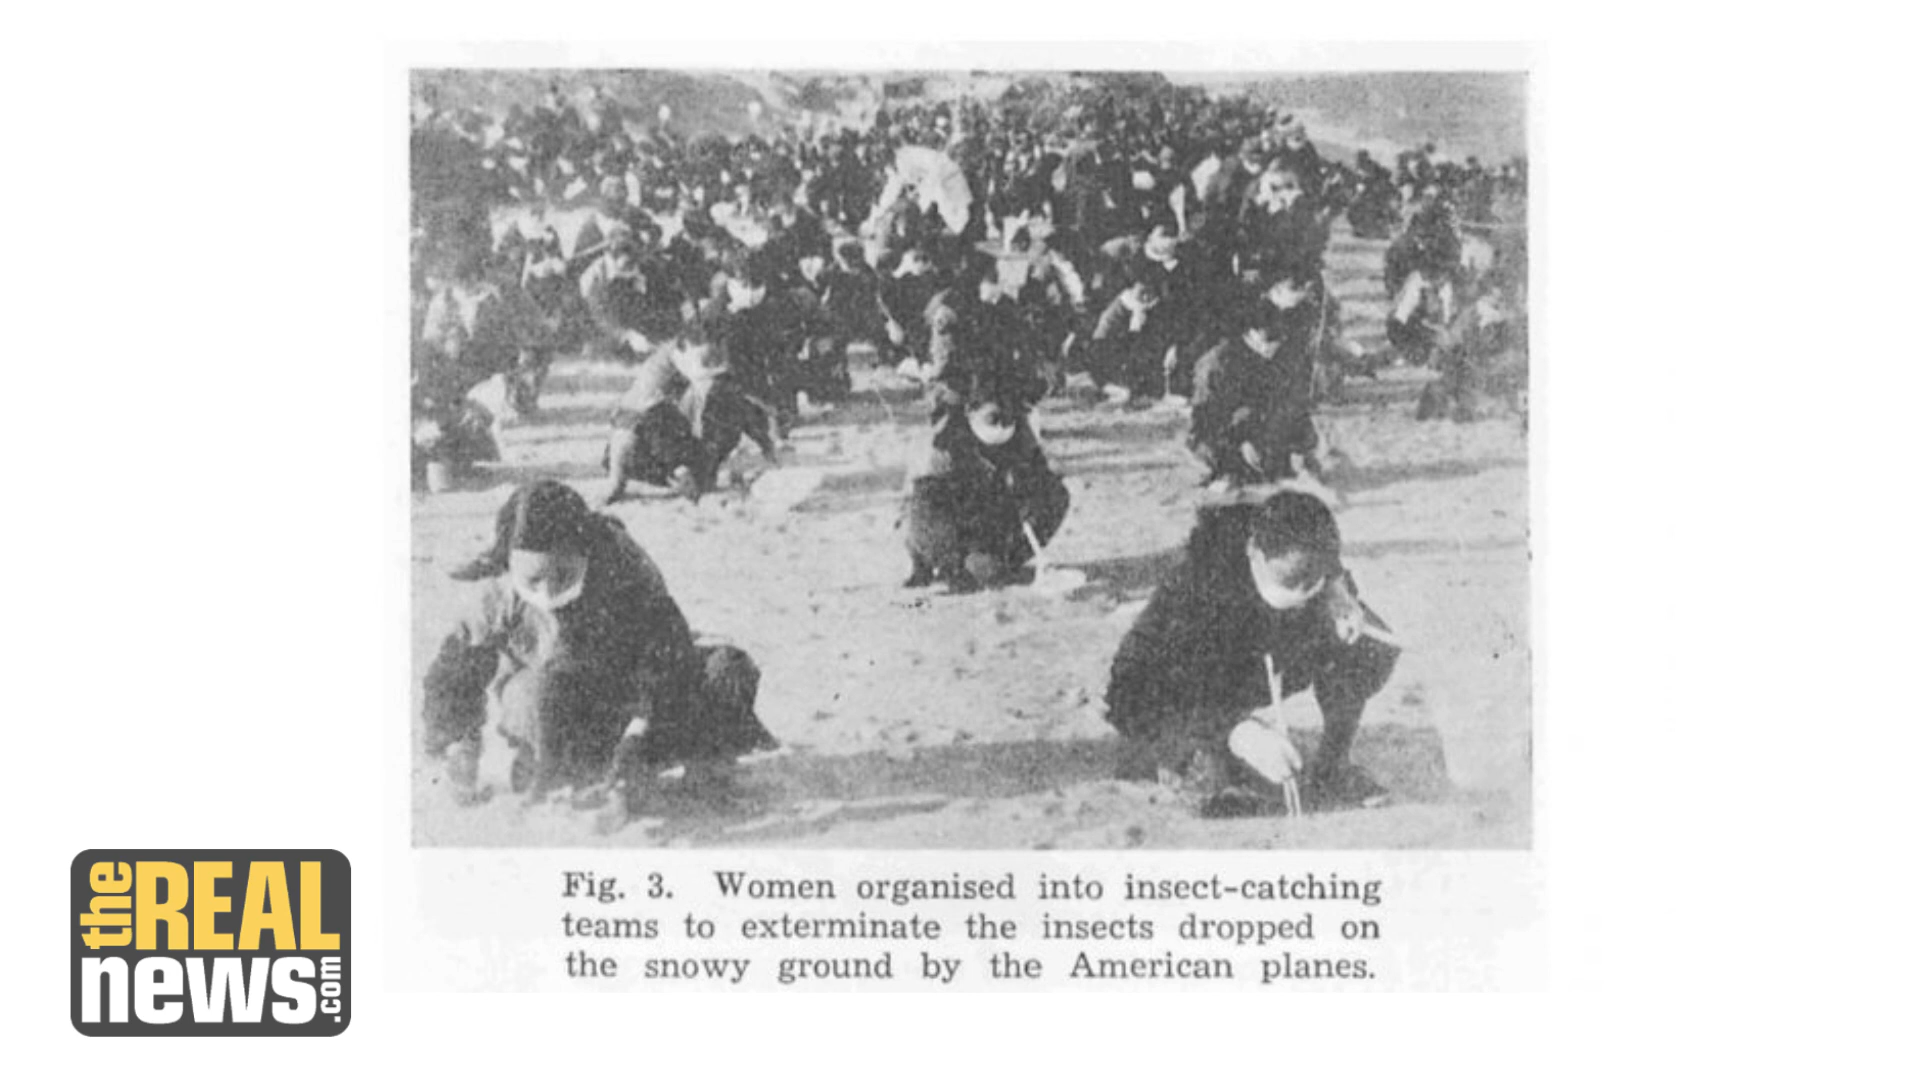 Fig. 3. Women organised into insect-catching
teams to exterminate the insects dropped on
the snowy ground by the American planes.
the REAL
news.com